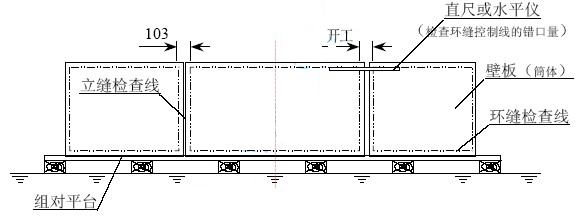 直尺或水平仪
103
开工
(检查环缝控制线的错口量)
壁板(筒体)
立缝检查线
环缝检查线
组对平台